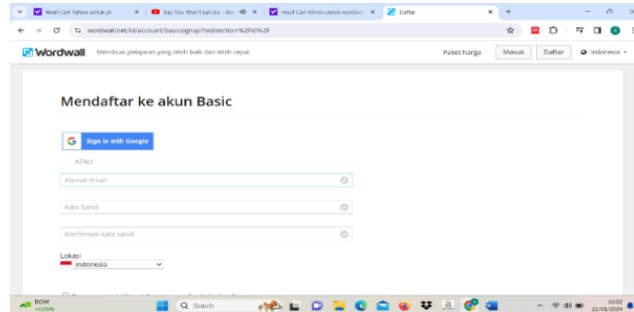 Hasil Cari Yahoo untuk yt
Say You Won't Let Go - Jam
Hasil Cari Yahoo untuk wordwall
Daftar
wordwall.net/id/account/basicsignup?redirectto=%2Fid%2F
Wordwall
Membuat pelajaran yang lebih baik dan lebih cepat
Paket harga
Masuk
Daftar
Indonesia
Mendaftar ke akun Basic
Sign in with Google
ATAU
Alamat email
Kata Sandi
Konfirmasi kata sandi
Lokasi
Indonesia
DOW
+1.05%
Search
21/01/2024